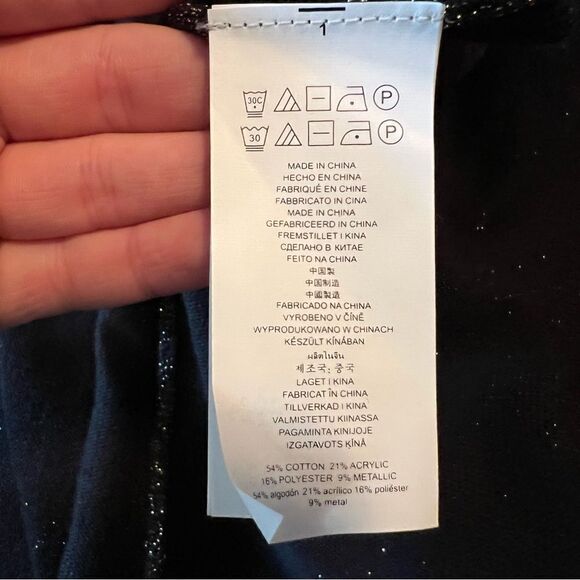 1
30C P
30 P
MADE IN CHINA
HECHO EN CHINA
FABRIQUÉ EN CHINE
FABBRICATO IN CINA
MADE IN CHINA
GEFABRICEERD IN CHINA
FREMSTILLET I KINA
СДЕЛАНО В КИТАЕ
FEITO NA CHINA
中国製
中国制造
中國製造
FABRICADO NA CHINA
VYROBENO V ČÍNĚ
WYPRODUKOWANO W CHINACH
KÉSZÜLT KÍNÁBAN
ผลิตในจีน
제조국: 중국
LAGET I KINA
FABRICAT ÎN CHINA
TILLVERKAD I KINA
VALMISTETTU KIINASSA
PAGAMINTA KINIJOJE
IZGATAVOTS ĶĪNĀ
54% COTTON 21% ACRYLIC
16% POLYESTER 9% METALLIC
54% algodón 21% acrílico 16% poliéster
9% metal